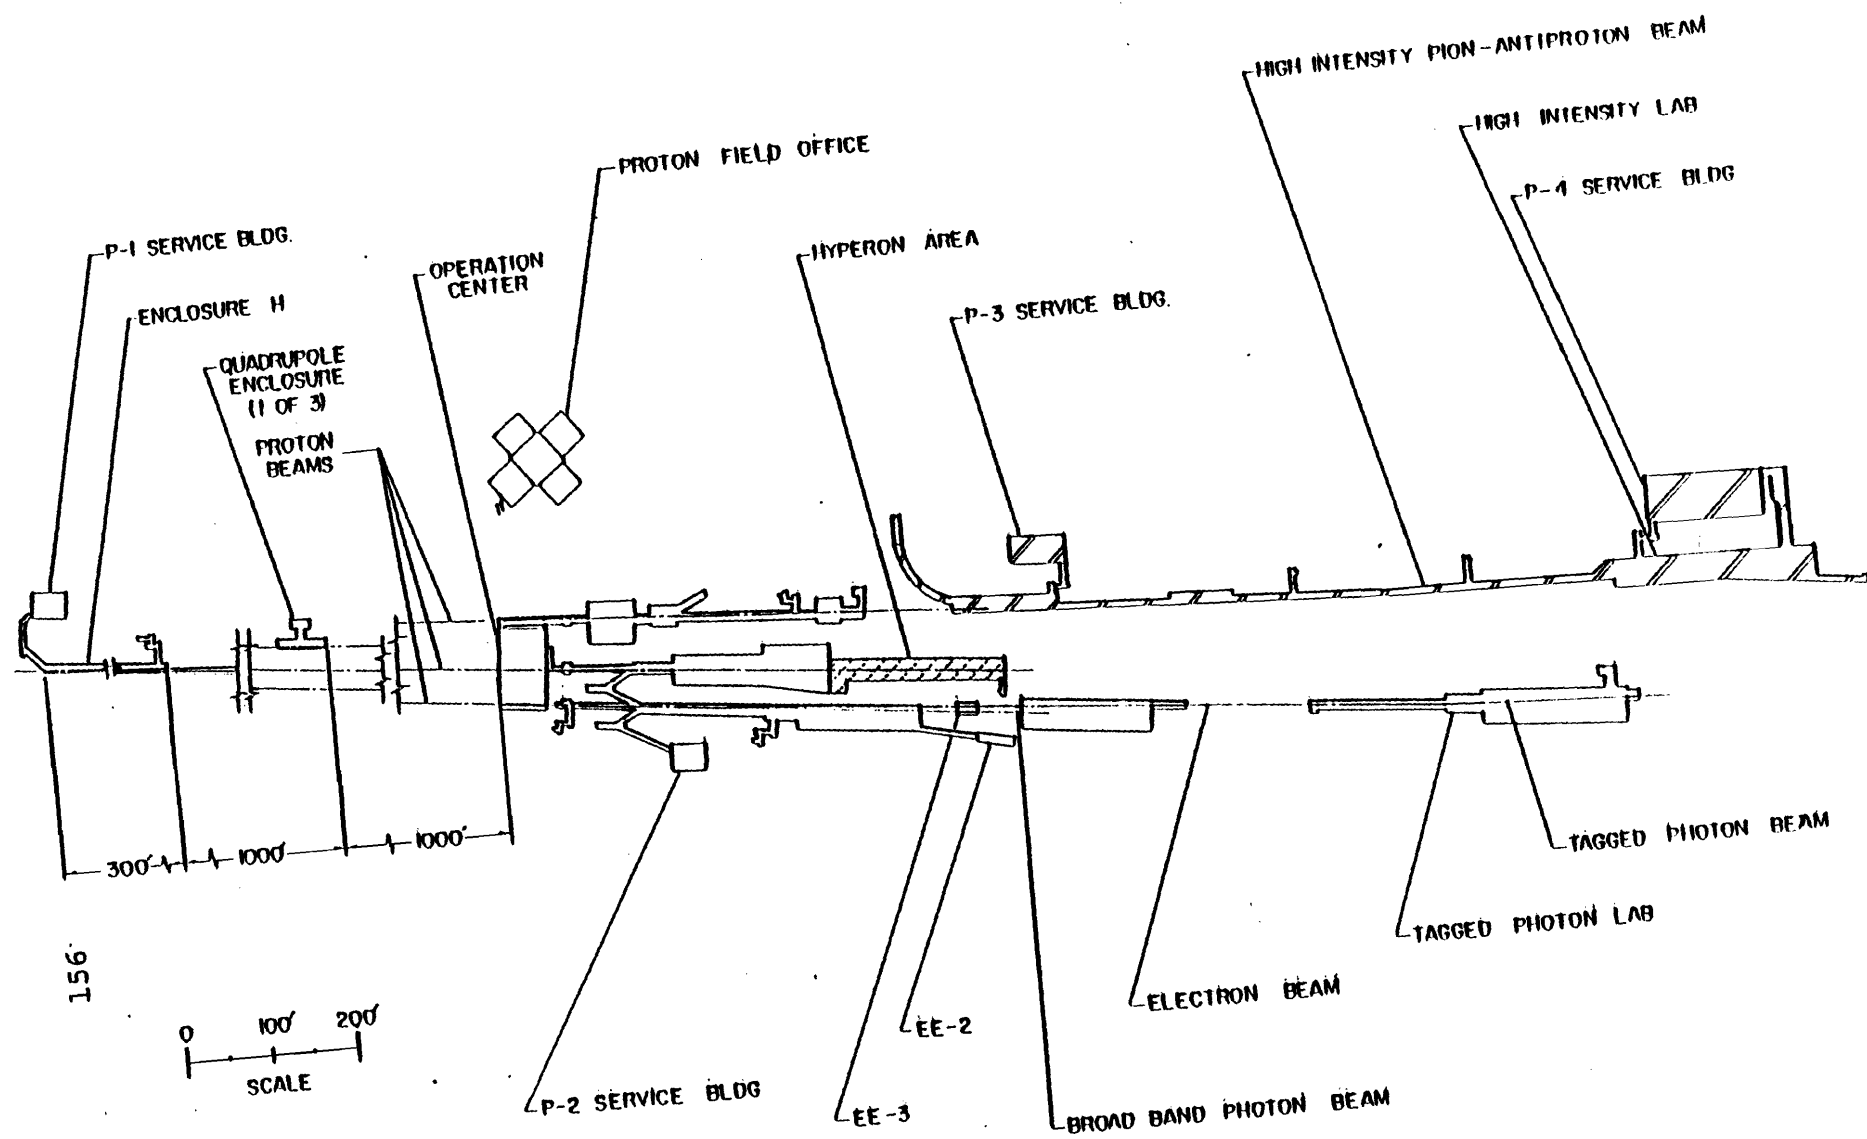 HIGH INTENSITY PION-ANTIPROTON BEAM
HIGH INTENSITY LAB
P-4 SERVICE BLDG
PROTON FIELD OFFICE
P-1 SERVICE BLDG.
OPERATION
CENTER
HYPERON AREA
P-3 SERVICE BLDG.
ENCLOSURE H
QUADRUPOLE
ENCLOSURE
(1 OF 3)
PROTON
BEAMS
300'
1000'
1000'
TAGGED PHOTON BEAM
TAGGED PHOTON LAB
ELECTRON BEAM
EE-2
EE-3
BROAD BAND PHOTON BEAM
P-2 SERVICE BLDG
156
0 100' 200'
SCALE